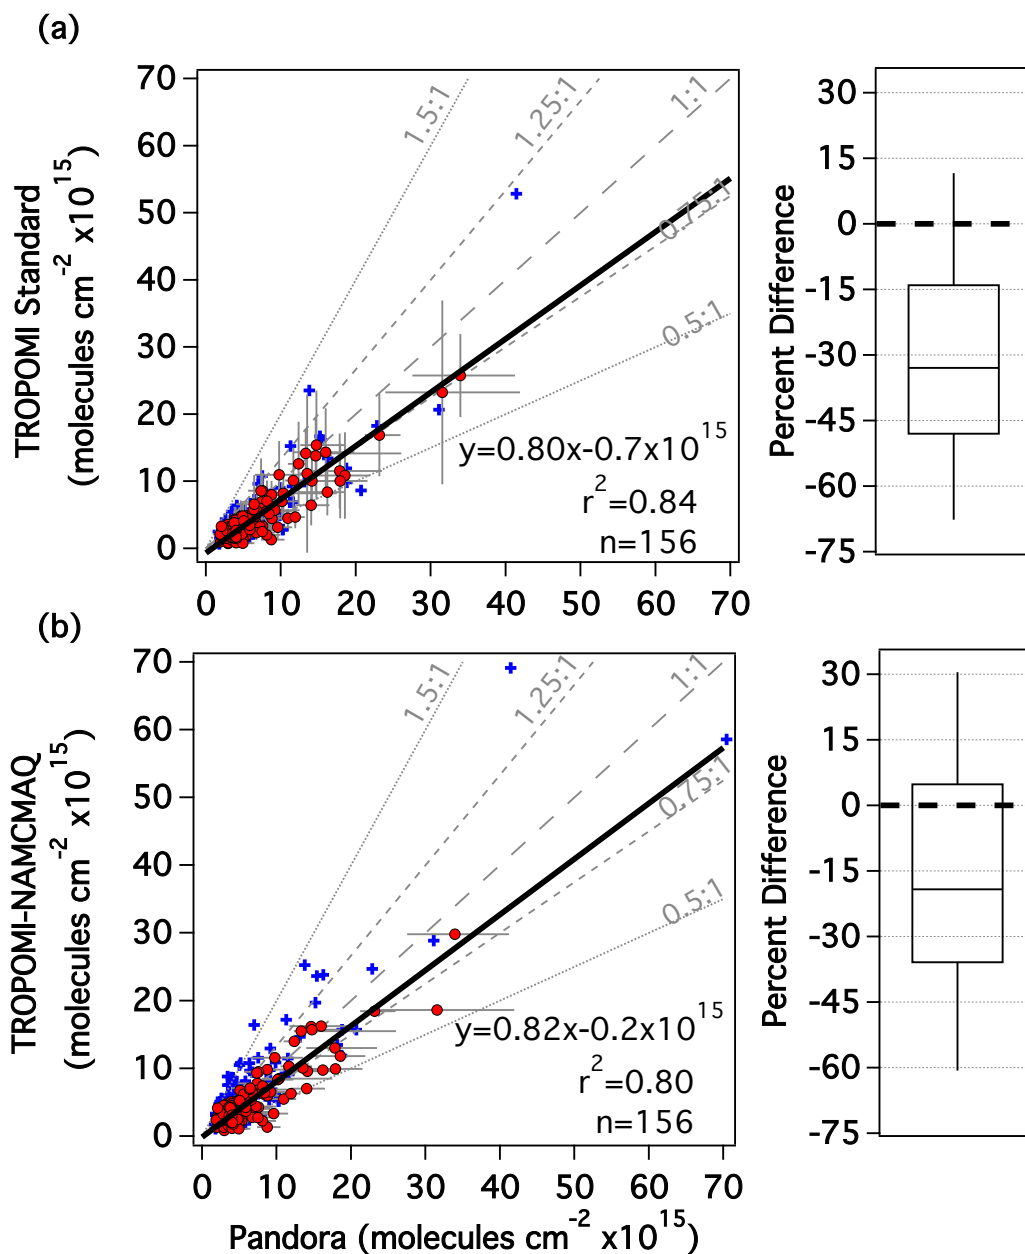 (a)
TROPOMI Standard
(molecules cm⁻² x10¹⁵)
70
60
50
40
30
20
10
0
1.5:1
1.25:1
1:1
0.75:1
0.5:1
y=0.80x-0.7x10¹⁵
r²=0.84
n=156
0 10 20 30 40 50 60 70
Percent Difference
30
15
0
-15
-30
-45
-60
-75
(b)
TROPOMI-NAMCMAQ
(molecules cm⁻² x10¹⁵)
70
60
50
40
30
20
10
0
1.5:1
1.25:1
1:1
0.75:1
0.5:1
y=0.82x-0.2x10¹⁵
r²=0.80
n=156
0 10 20 30 40 50 60 70
Pandora (molecules cm⁻² x10¹⁵)
Percent Difference
30
15
0
-15
-30
-45
-60
-75